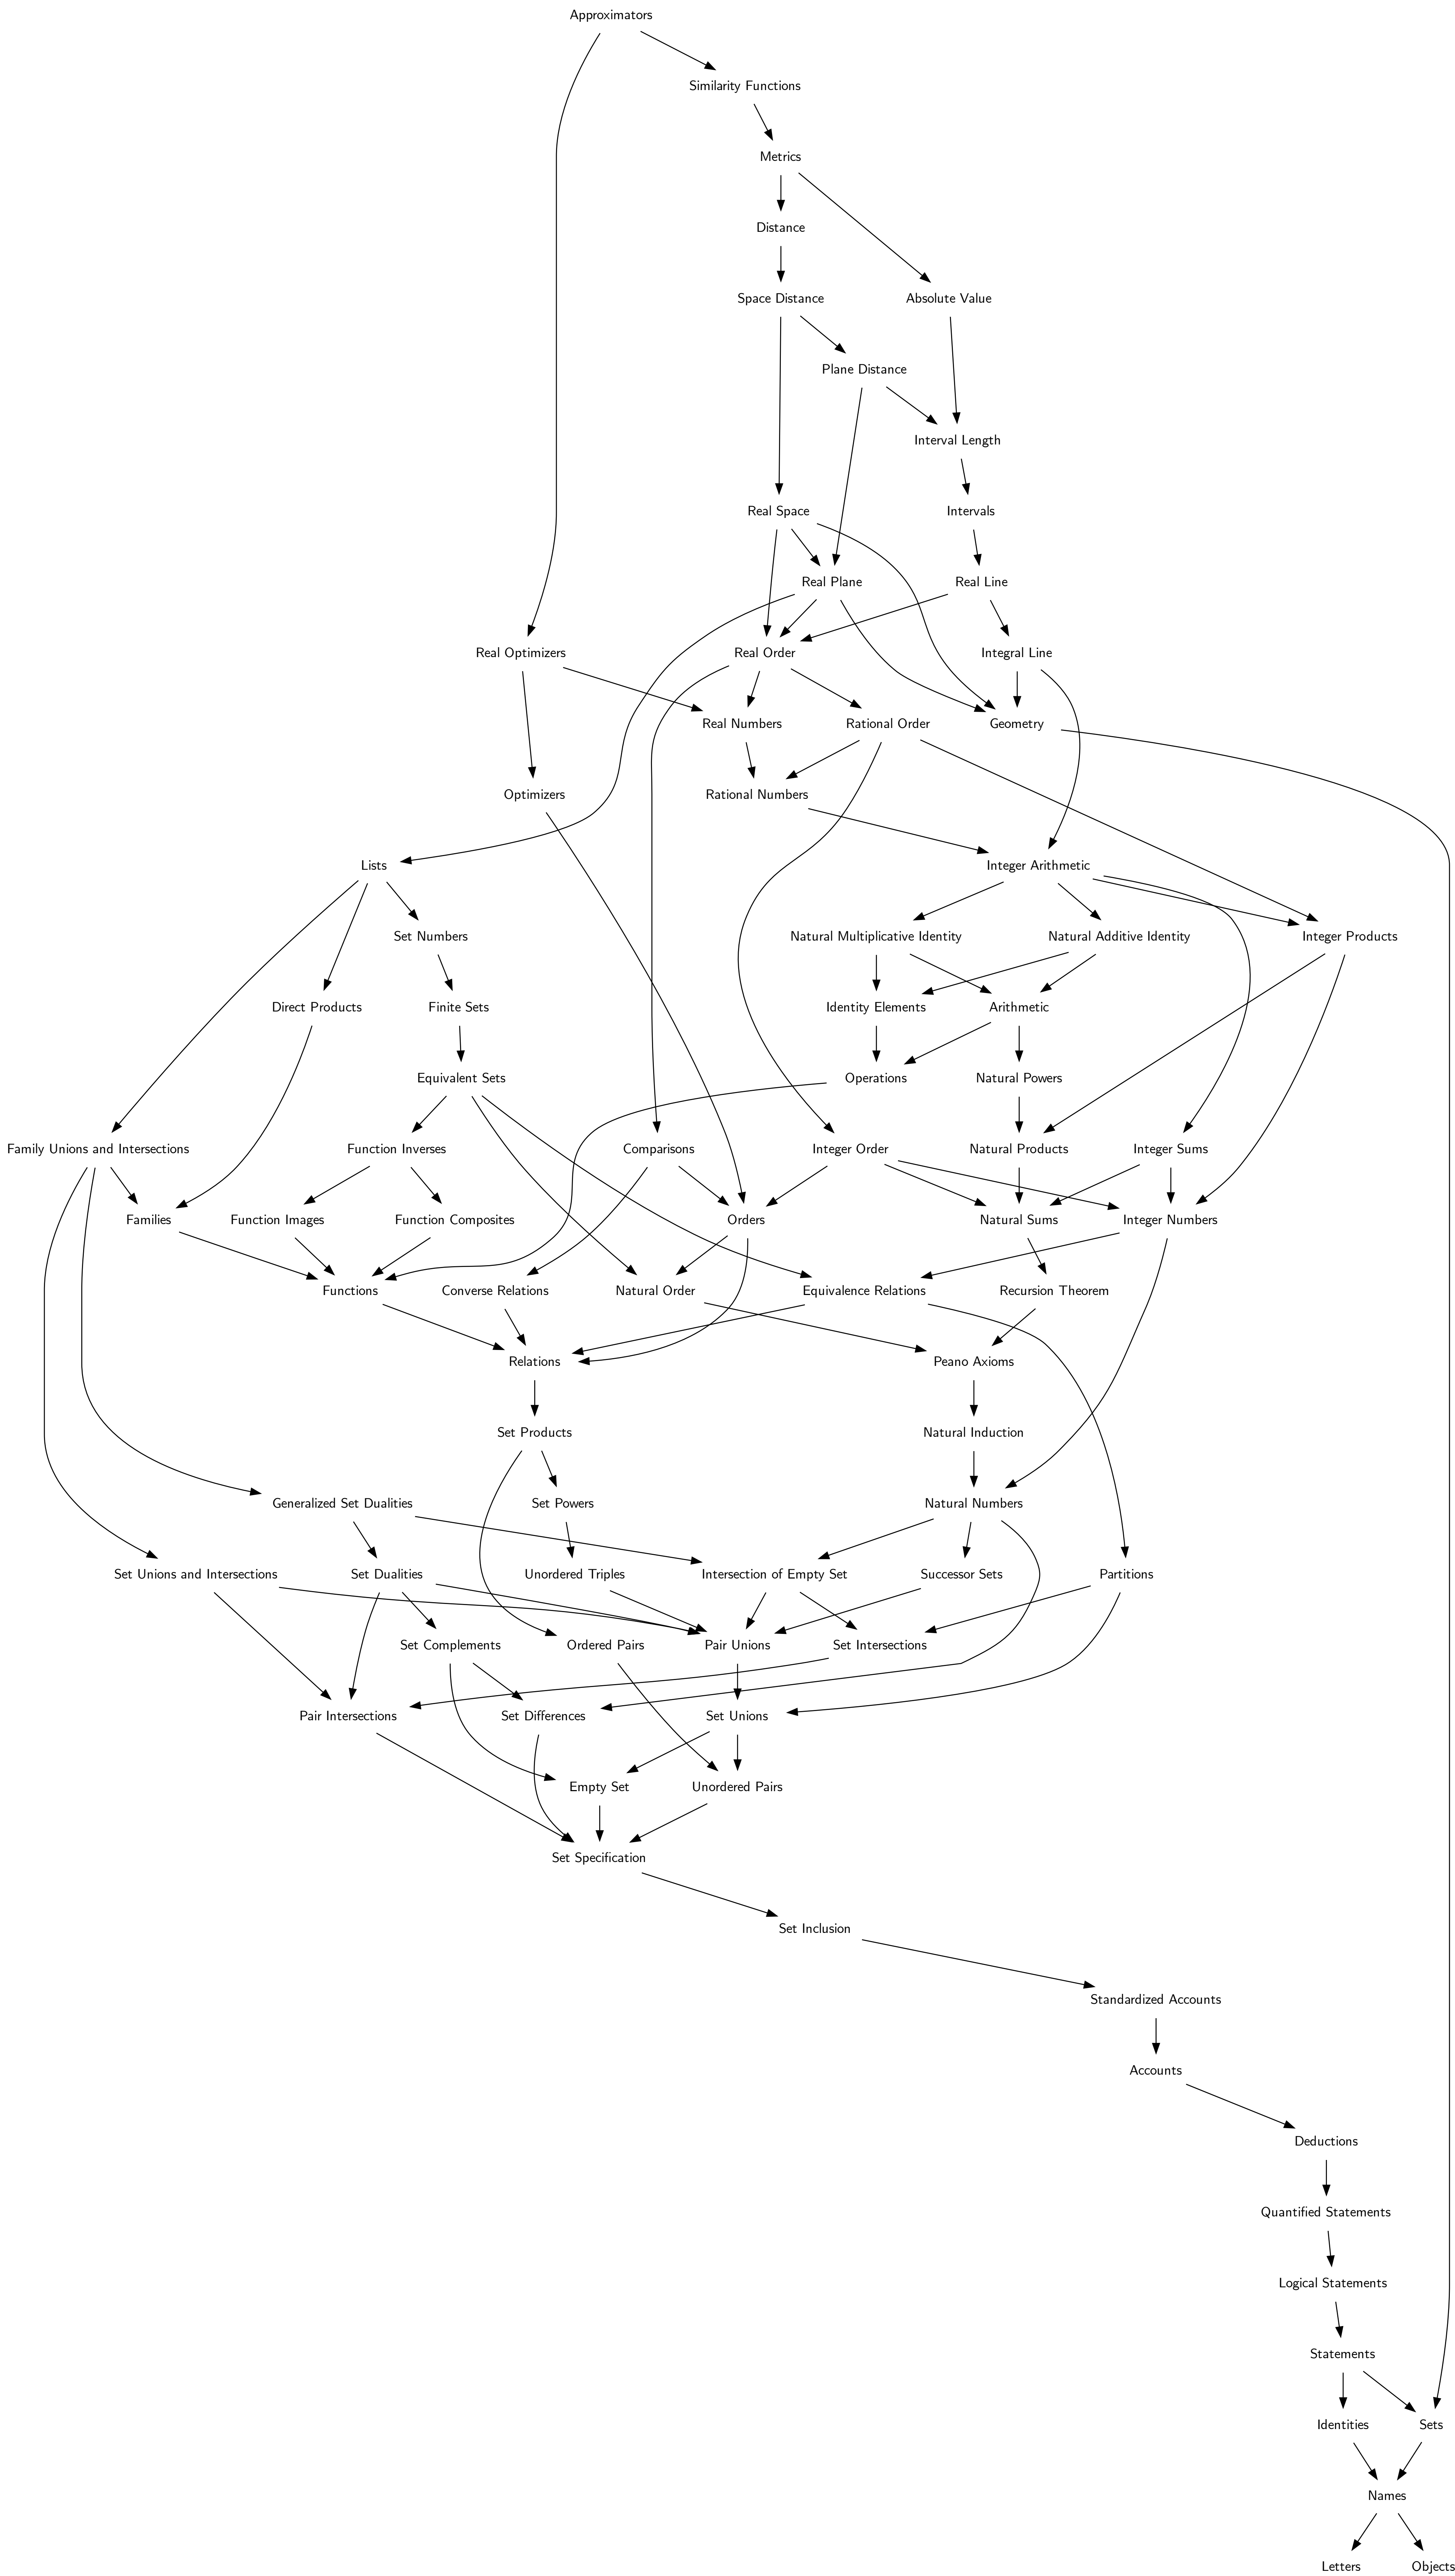 Approximators
Similarity Functions
Metrics
Distance
Space Distance
Absolute Value
Plane Distance
Interval Length
Real Space
Intervals
Real Plane
Real Line
Real Optimizers
Real Order
Integral Line
Real Numbers
Rational Order
Geometry
Optimizers
Rational Numbers
Lists
Integer Arithmetic
Set Numbers
Natural Multiplicative Identity
Natural Additive Identity
Integer Products
Direct Products
Finite Sets
Identity Elements
Arithmetic
Equivalent Sets
Operations
Natural Powers
Family Unions and Intersections
Function Inverses
Comparisons
Integer Order
Natural Products
Integer Sums
Families
Function Images
Function Composites
Orders
Natural Sums
Integer Numbers
Functions
Converse Relations
Natural Order
Equivalence Relations
Recursion Theorem
Relations
Peano Axioms
Set Products
Natural Induction
Generalized Set Dualities
Set Powers
Natural Numbers
Set Unions and Intersections
Set Dualities
Unordered Triples
Intersection of Empty Set
Successor Sets
Partitions
Set Complements
Ordered Pairs
Pair Unions
Set Intersections
Pair Intersections
Set Differences
Set Unions
Empty Set
Unordered Pairs
Set Specification
Set Inclusion
Standardized Accounts
Accounts
Deductions
Quantified Statements
Logical Statements
Statements
Identities
Sets
Names
Letters
Objects